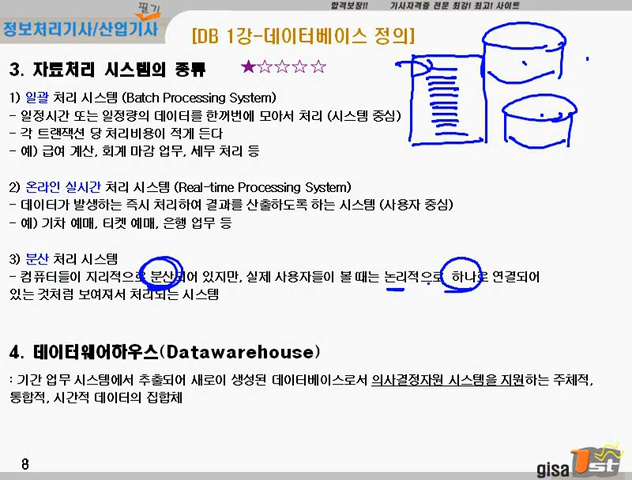 합격보장!! 기사자격증 전문 최강! 최고! 사이트
필기
정보처리기사/산업기사
[DB 1강-데이터베이스 정의]
3. 자료처리 시스템의 종류 ★☆☆☆☆
1) 일괄 처리 시스템 (Batch Processing System)
- 일정시간 또는 일정량의 데이터를 한꺼번에 모아서 처리 (시스템 중심)
- 각 트랜잭션 당 처리비용이 적게 든다
- 예) 급여 계산, 회계 마감 업무, 세무 처리 등
2) 온라인 실시간 처리 시스템 (Real-time Processing System)
- 데이터가 발생하는 즉시 처리하여 결과를 산출하도록 하는 시스템 (사용자 중심)
- 예) 기차 예매, 티켓 예매, 은행 업무 등
3) 분산 처리 시스템
- 컴퓨터들이 지리적으로 분산되어 있지만, 실제 사용자들이 볼 때는 논리적으로 하나로 연결되어
있는 것처럼 보여져서 처리되는 시스템
4. 데이터웨어하우스(Datawarehouse)
: 기간 업무 시스템에서 추출되어 새로이 생성된 데이터베이스로서 의사결정자원 시스템을 지원하는 주체적,
통합적, 시간적 데이터의 집합체
8
gisa 1st